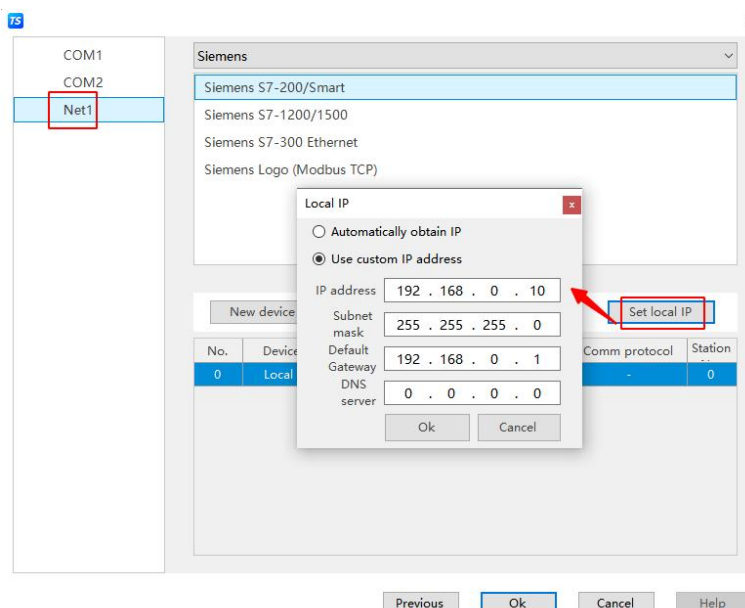 TS
COM1
COM2
Net1
Siemens
Siemens S7-200/Smart
Siemens S7-1200/1500
Siemens S7-300 Ethernet
Siemens Logo (Modbus TCP)
Local IP
x
Automatically obtain IP
Use custom IP address
IP address 192 . 168 . 0 . 10
Subnet
mask 255 . 255 . 255 . 0
Default
Gateway 192 . 168 . 0 . 1
DNS
server 0 . 0 . 0 . 0
Ok Cancel
New device Set local IP
No. Device Comm protocol Station
0 Local - 0
Previous Ok Cancel Help